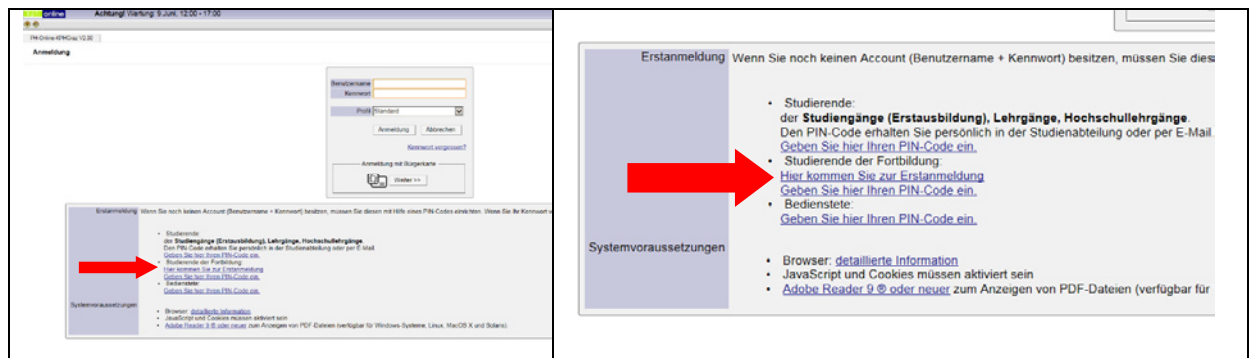 online Achtung! Wartung: 9.Juni, 12:00 - 17:00
PH-Online-KPHGraz V2.00
Anmeldung
Benutzername
Kennwort
Profil Standard
Anmeldung Abbrechen
Kennwort vergessen?
Anmeldung mit Bürgerkarte
Weiter >>
Erstanmeldung Wenn Sie noch keinen Account (Benutzername + Kennwort) besitzen, müssen Sie diesen mit Hilfe eines PIN-Codes einrichten. Wenn Sie Ihr Kennwort v
• Studierende:
der Studiengänge (Erstausbildung), Lehrgänge, Hochschullehrgänge.
Den PIN-Code erhalten Sie persönlich in der Studienabteilung oder per E-Mail.
Geben Sie hier Ihren PIN-Code ein.
• Studierende der Fortbildung:
Hier kommen Sie zur Erstanmeldung
Geben Sie hier Ihren PIN-Code ein.
• Bedienstete:
Geben Sie hier Ihren PIN-Code ein.
Systemvoraussetzungen
• Browser: detaillierte Information
• JavaScript und Cookies müssen aktiviert sein
• Adobe Reader 9 ® oder neuer zum Anzeigen von PDF-Dateien (verfügbar für Windows-Systeme, Linux, MacOS X und Solaris).
Erstanmeldung Wenn Sie noch keinen Account (Benutzername + Kennwort) besitzen, müssen Sie dies
• Studierende:
der Studiengänge (Erstausbildung), Lehrgänge, Hochschullehrgänge.
Den PIN-Code erhalten Sie persönlich in der Studienabteilung oder per E-Mail.
Geben Sie hier Ihren PIN-Code ein.
• Studierende der Fortbildung:
Hier kommen Sie zur Erstanmeldung
Geben Sie hier Ihren PIN-Code ein.
• Bedienstete:
Geben Sie hier Ihren PIN-Code ein.
Systemvoraussetzungen
• Browser: detaillierte Information
• JavaScript und Cookies müssen aktiviert sein
• Adobe Reader 9 ® oder neuer zum Anzeigen von PDF-Dateien (verfügbar für